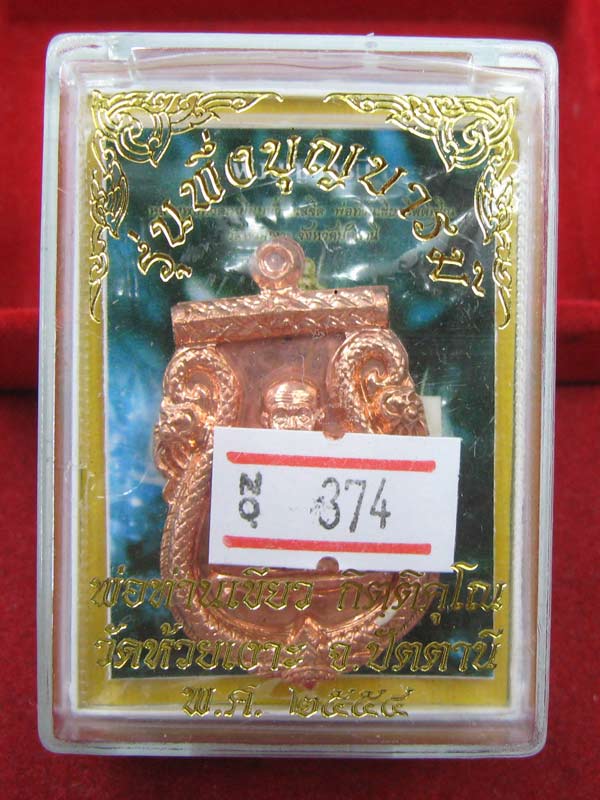 รุ่นพึ่งบุญบารมี
NO 374
พ่อท่านเขียว กิตติคุโณ
วัดห้วยเงาะ จ.ปัตตานี
พ.ศ. ๒๕๕๔